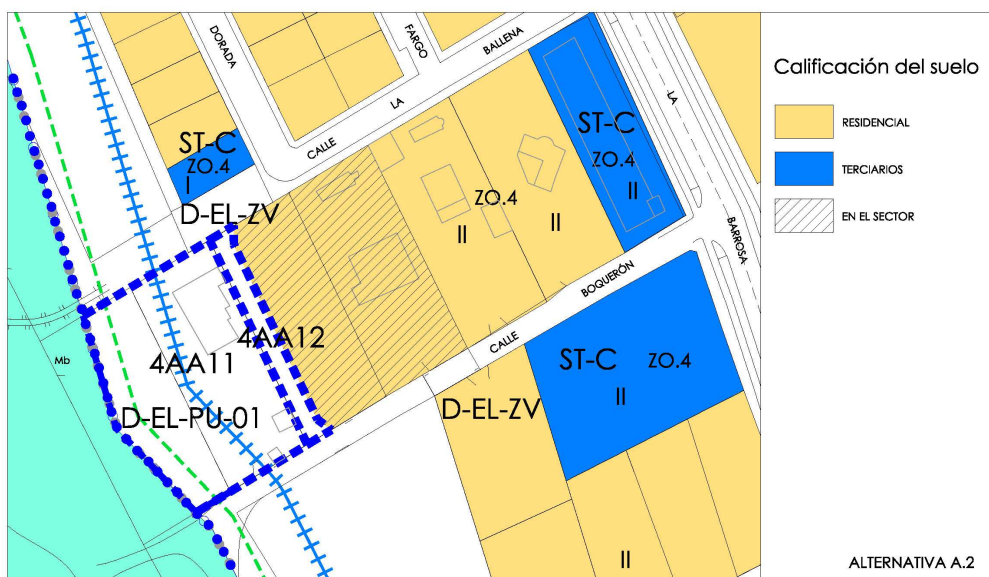 DORADA
FARGO
BALLENA
LA
CALLE
LA
BARROSA
ST-C
ZO.4
I
ST-C
ZO.4
II
ZO.4
II
II
D-EL-ZV
BOQUERÓN
CALLE
4AA12
4AA11
Mb
D-EL-PU-01
ST-C
ZO.4
II
D-EL-ZV
II
Calificación del suelo
RESIDENCIAL
TERCIARIOS
EN EL SECTOR
ALTERNATIVA A.2